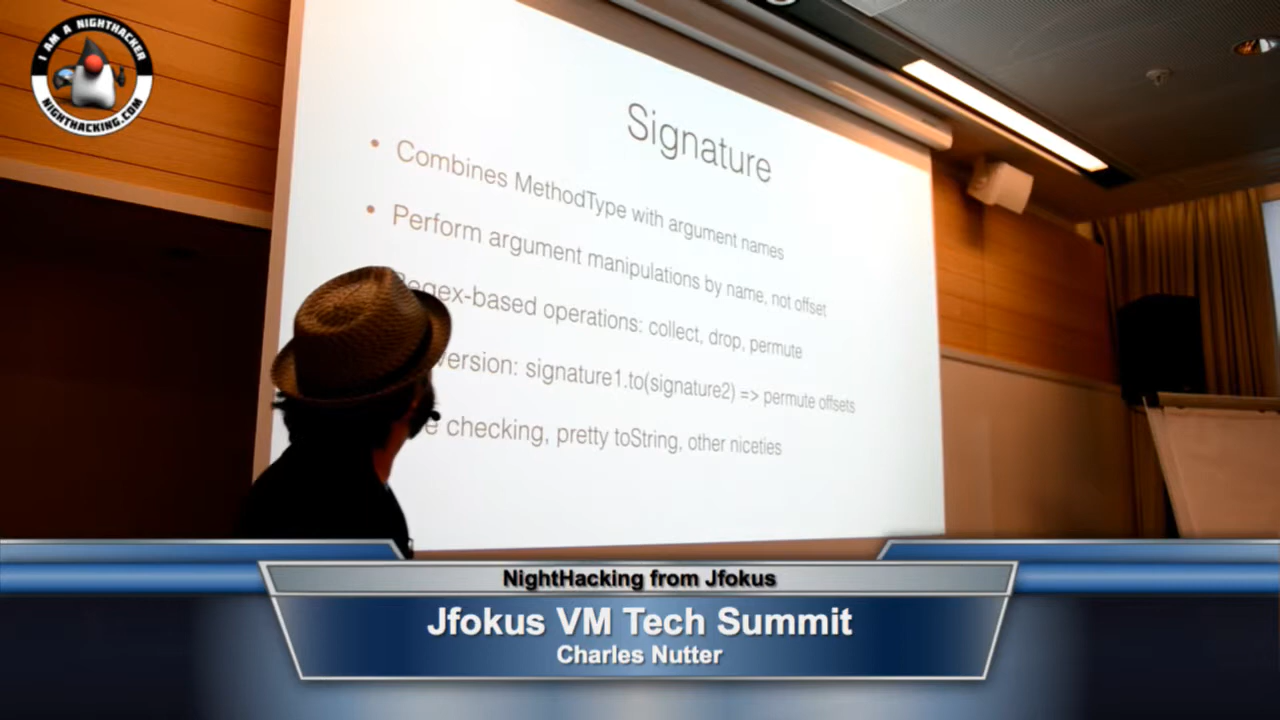 I AM A NIGHTHACKER
NIGHTHACKING.COM
Signature
• Combines MethodType with argument names
• Perform argument manipulations by name, not offset
Regex-based operations: collect, drop, permute
version: signature1.to(signature2) => permute offsets
checking, pretty toString, other niceties
NightHacking from Jfokus
Jfokus VM Tech Summit
Charles Nutter